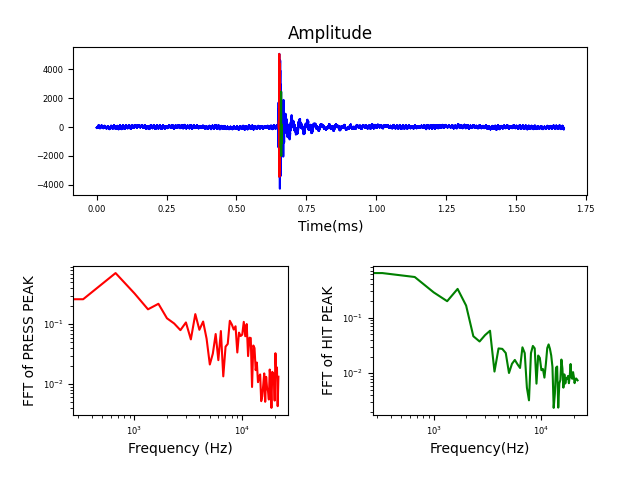 Amplitude
4000
2000
0
−2000
−4000
0.00 0.25 0.50 0.75 1.00 1.25 1.50 1.75
Time(ms)
FFT of PRESS PEAK
10⁻¹
10⁻²
10³ 10⁴
Frequency (Hz)
FFT of HIT PEAK
10⁻¹
10⁻²
10³ 10⁴
Frequency(Hz)